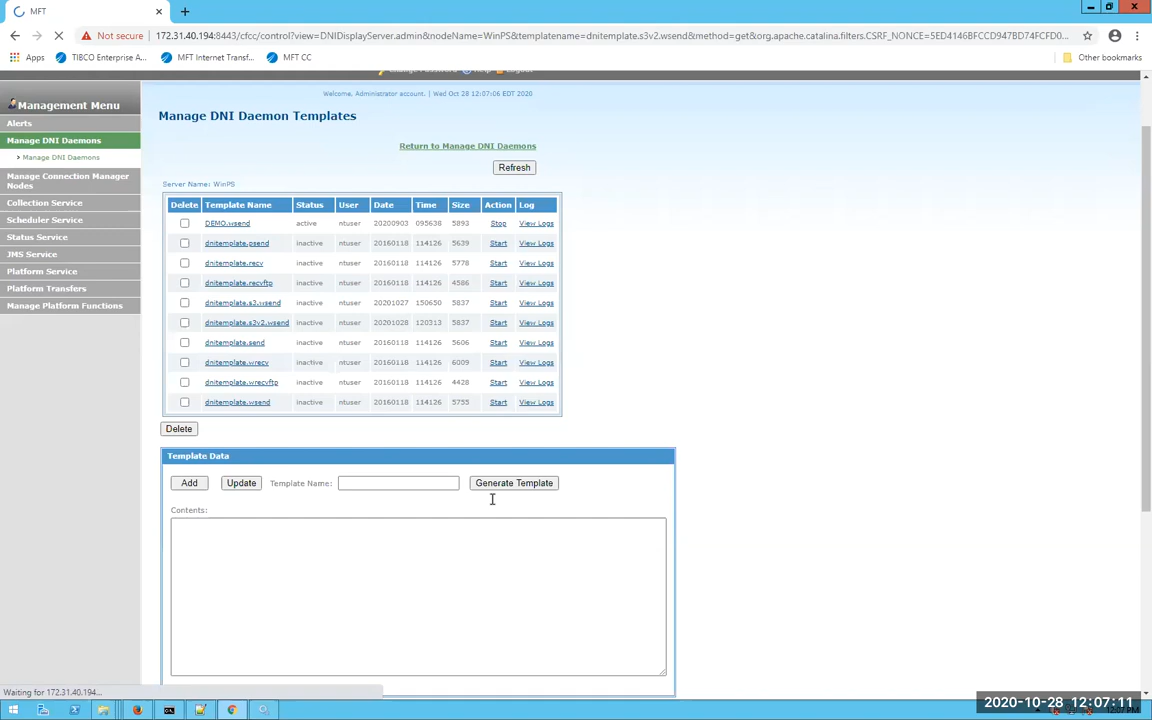 MFT
Not secure 172.31.40.194:8443/cfcc/control?view=DNIDisplayServer.admin&nodeName=WinPS&templatename=dnitemplate.s3v2.wsend&method=get&org.apache.catalina.filters.CSRF_NONCE=5ED4146BFCCD947BD74FCFD0...
Apps TIBCO Enterprise A... MFT Internet Transf... MFT CC Other bookmarks
Change Password Help Logout
Welcome, Administrator account. | Wed Oct 28 12:07:06 EDT 2020
Management Menu
Alerts
Manage DNI Daemons
Manage DNI Daemons
Manage Connection Manager
Nodes
Collection Service
Scheduler Service
Status Service
JMS Service
Platform Service
Platform Transfers
Manage Platform Functions
Manage DNI Daemon Templates
Return to Manage DNI Daemons
Refresh
Server Name: WinPS
Delete Template Name Status User Date Time Size Action Log
DEMO.wsend active ntuser 20200903 095638 5893 Stop View Logs
dnitemplate.psend inactive ntuser 20160118 114126 5639 Start View Logs
dnitemplate.recv inactive ntuser 20160118 114126 5778 Start View Logs
dnitemplate.recvftp inactive ntuser 20160118 114126 4586 Start View Logs
dnitemplate.s3.wsend inactive ntuser 20201027 150650 5837 Start View Logs
dnitemplate.s3v2.wsend inactive ntuser 20201028 120313 5837 Start View Logs
dnitemplate.send inactive ntuser 20160118 114126 5606 Start View Logs
dnitemplate.wrecv inactive ntuser 20160118 114126 6009 Start View Logs
dnitemplate.wrecvftp inactive ntuser 20160118 114126 4428 Start View Logs
dnitemplate.wsend inactive ntuser 20160118 114126 5755 Start View Logs
Delete
Template Data
Add Update Template Name: Generate Template
Contents:
Waiting for 172.31.40.194...
2020-10-28 12:07:11